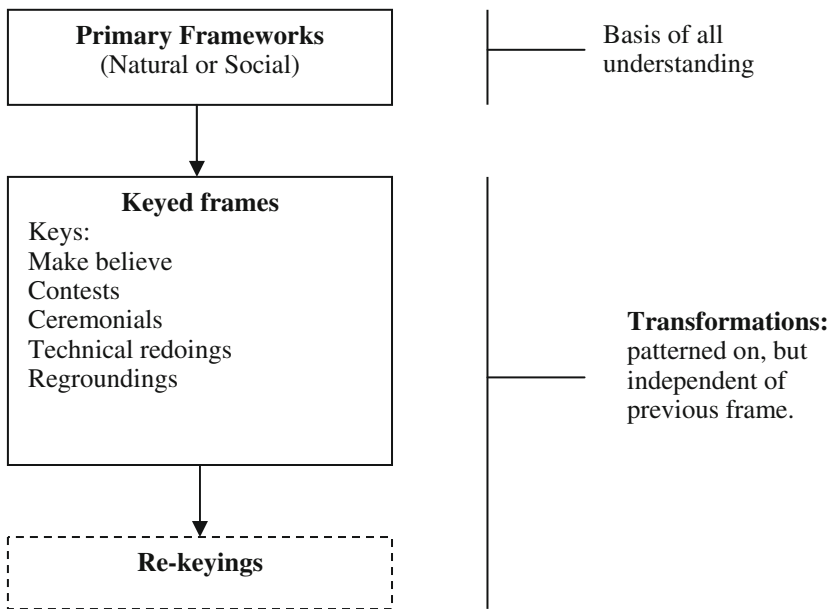 Primary Frameworks
(Natural or Social)
Basis of all
understanding
Keyed frames
Keys:
Make believe
Contests
Ceremonials
Technical redoings
Regroundings
Transformations:
patterned on, but
independent of
previous frame.
Re-keyings